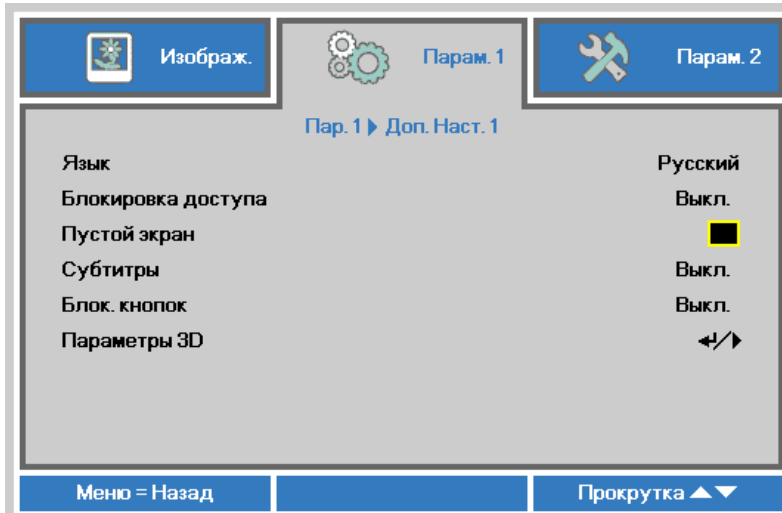 Изображ.
Парам. 1
Парам. 2
Пар. 1 Доп. Наст. 1
Язык Русский
Блокировка доступа Выкл.
Пустой экран
Субтитры Выкл.
Блок. кнопок Выкл.
Параметры 3D
Меню = Назад
Прокрутка